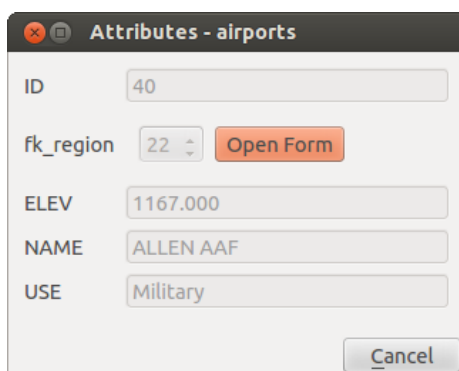 Attributes - airports
ID 40
fk_region 22 Open Form
ELEV 1167.000
NAME ALLEN AAF
USE Military
Cancel